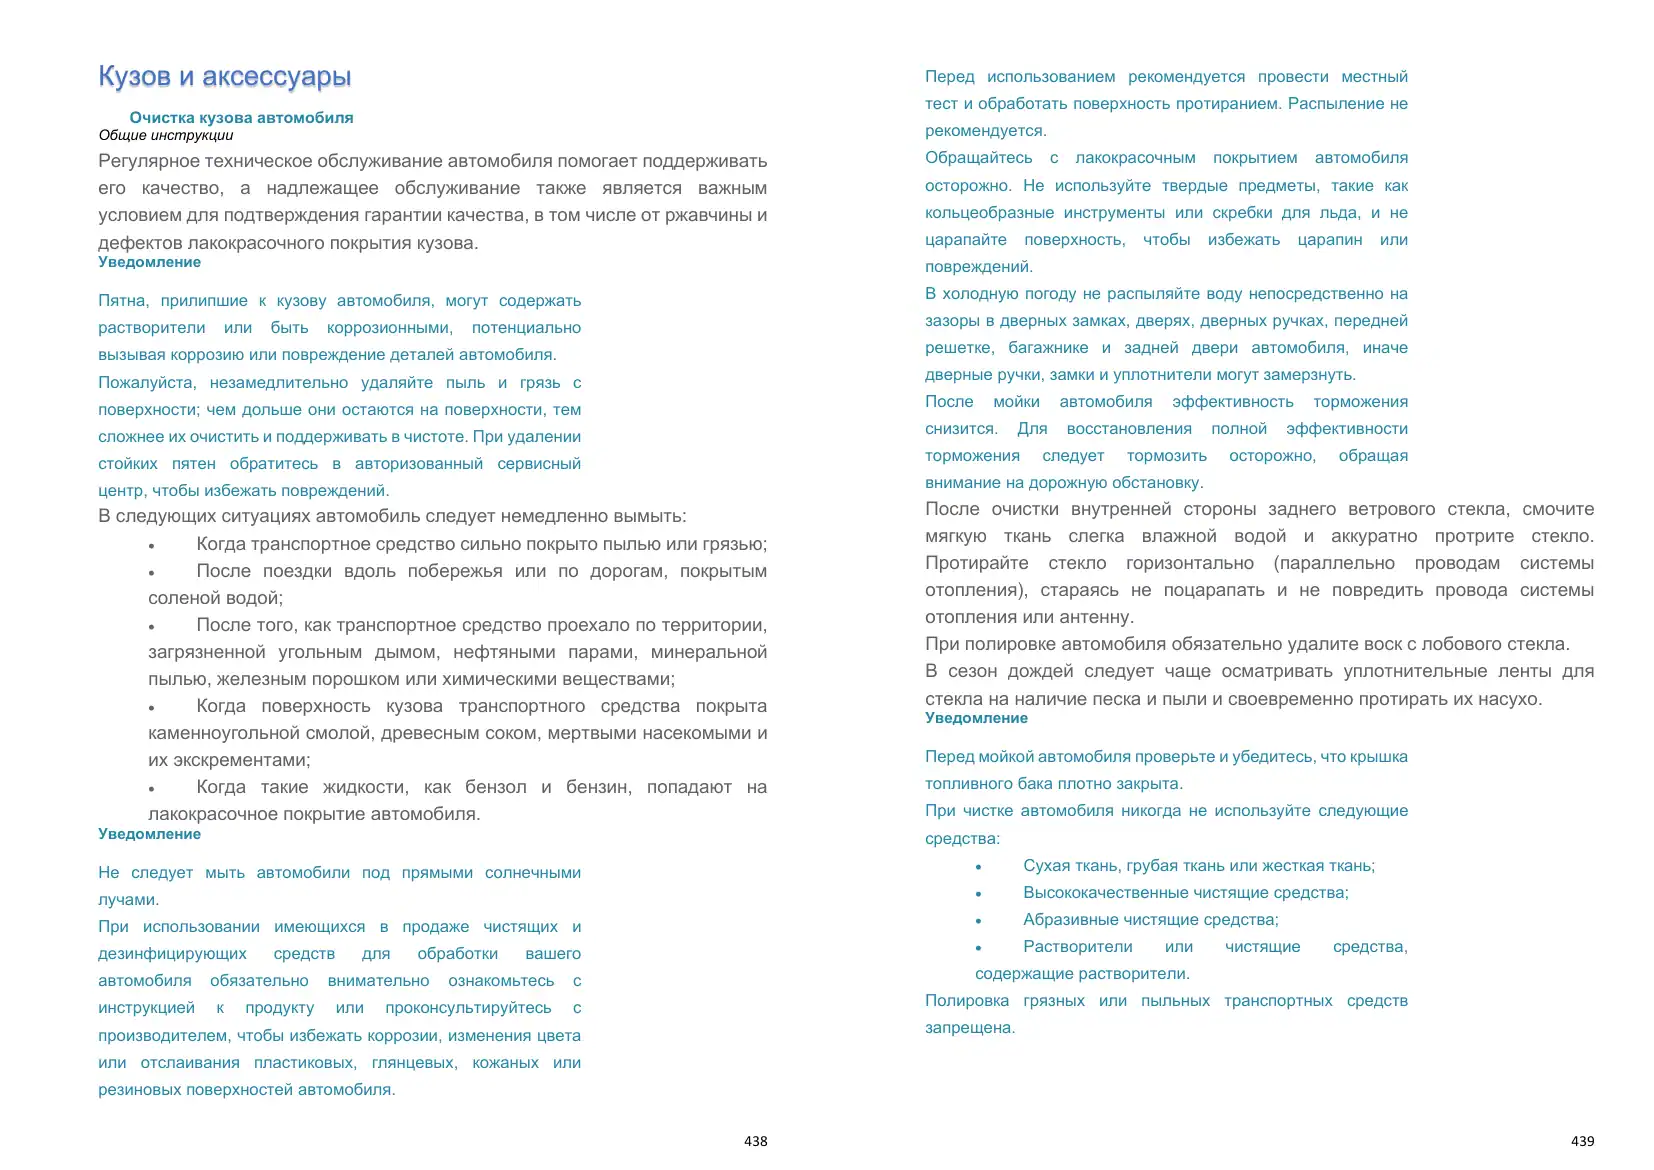 Кузов и аксессуары
Очистка кузова автомобиля
Общие инструкции
Регулярное техническое обслуживание автомобиля помогает поддерживать
его качество, а надлежащее обслуживание также является важным
условием для подтверждения гарантии качества, в том числе от ржавчины и
дефектов лакокрасочного покрытия кузова.
Уведомление
Пятна, прилипшие к кузову автомобиля, могут содержать
растворители или быть коррозионными, потенциально
вызывая коррозию или повреждение деталей автомобиля.
Пожалуйста, незамедлительно удаляйте пыль и грязь с
поверхности; чем дольше они остаются на поверхности, тем
сложнее их очистить и поддерживать в чистоте. При удалении
стойких пятен обратитесь в авторизованный сервисный
центр, чтобы избежать повреждений.
В следующих ситуациях автомобиль следует немедленно вымыть:
• Когда транспортное средство сильно покрыто пылью или грязью;
• После поездки вдоль побережья или по дорогам, покрытым
соленой водой;
• После того, как транспортное средство проехало по территории,
загрязненной угольным дымом, нефтяными парами, минеральной
пылью, железным порошком или химическими веществами;
• Когда поверхность кузова транспортного средства покрыта
каменноугольной смолой, древесным соком, мертвыми насекомыми и
их экскрементами;
• Когда такие жидкости, как бензол и бензин, попадают на
лакокрасочное покрытие автомобиля.
Уведомление
Не следует мыть автомобили под прямыми солнечными
лучами.
При использовании имеющихся в продаже чистящих и
дезинфицирующих средств для обработки вашего
автомобиля обязательно внимательно ознакомьтесь с
инструкцией к продукту или проконсультируйтесь с
производителем, чтобы избежать коррозии, изменения цвета
или отслаивания пластиковых, глянцевых, кожаных или
резиновых поверхностей автомобиля.
438
Перед использованием рекомендуется провести местный
тест и обработать поверхность протиранием. Распыление не
рекомендуется.
Обращайтесь с лакокрасочным покрытием автомобиля
осторожно. Не используйте твердые предметы, такие как
кольцеобразные инструменты или скребки для льда, и не
царапайте поверхность, чтобы избежать царапин или
повреждений.
В холодную погоду не распыляйте воду непосредственно на
зазоры в дверных замках, дверях, дверных ручках, передней
решетке, багажнике и задней двери автомобиля, иначе
дверные ручки, замки и уплотнители могут замерзнуть.
После мойки автомобиля эффективность торможения
снизится. Для восстановления полной эффективности
торможения следует тормозить осторожно, обращая
внимание на дорожную обстановку.
После очистки внутренней стороны заднего ветрового стекла, смочите
мягкую ткань слегка влажной водой и аккуратно протрите стекло.
Протирайте стекло горизонтально (параллельно проводам системы
отопления), стараясь не поцарапать и не повредить провода системы
отопления или антенну.
При полировке автомобиля обязательно удалите воск с лобового стекла.
В сезон дождей следует чаще осматривать уплотнительные ленты для
стекла на наличие песка и пыли и своевременно протирать их насухо.
Уведомление
Перед мойкой автомобиля проверьте и убедитесь, что крышка
топливного бака плотно закрыта.
При чистке автомобиля никогда не используйте следующие
средства:
• Сухая ткань, грубая ткань или жесткая ткань;
• Высококачественные чистящие средства;
• Абразивные чистящие средства;
• Растворители или чистящие средства,
содержащие растворители.
Полировка грязных или пыльных транспортных средств
запрещена.
439